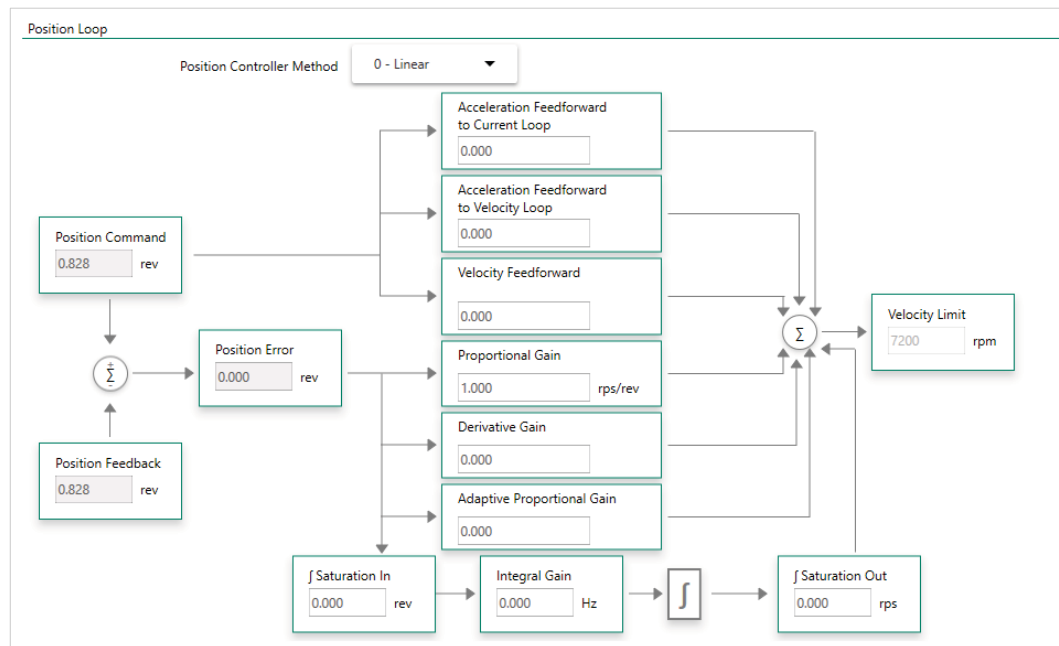 Position Loop
Position Controller Method
0 - Linear
Acceleration Feedforward
to Current Loop
0.000
Acceleration Feedforward
to Velocity Loop
0.000
Position Command
0.828 rev
Velocity Feedforward
0.000
Velocity Limit
7200 rpm
Σ
Position Error
0.000 rev
+
Σ
-
Proportional Gain
1.000 rps/rev
Derivative Gain
0.000
Position Feedback
0.828 rev
Adaptive Proportional Gain
0.000
∫ Saturation In
0.000 rev
Integral Gain
0.000 Hz
∫
∫ Saturation Out
0.000 rps